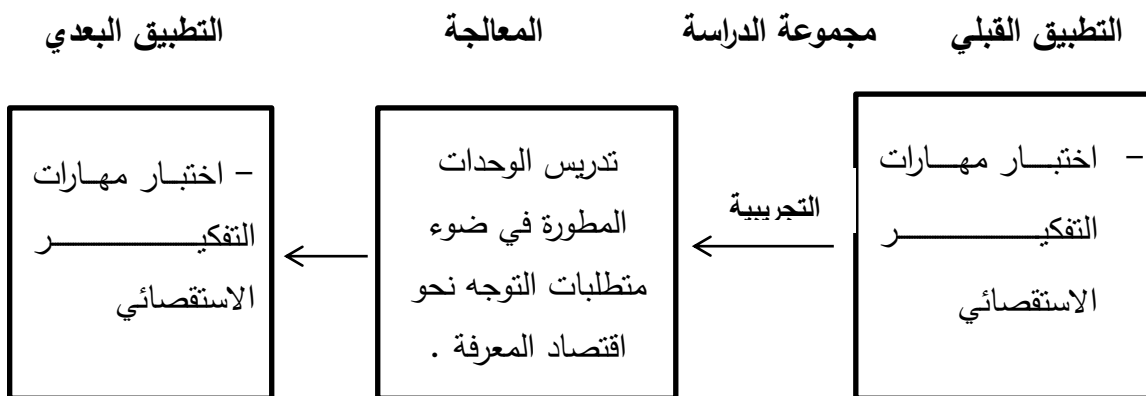 التطبيق القبلي مجموعة الدراسة المعالجة التطبيق البعدي
- اختبار مهارات
التفكير
الاستقصائي
التجريبية
تدريس الوحدات
المطورة في ضوء
متطلبات التوجه نحو
اقتصاد المعرفة .
- اختبار مهارات
التفكير
الاستقصائي